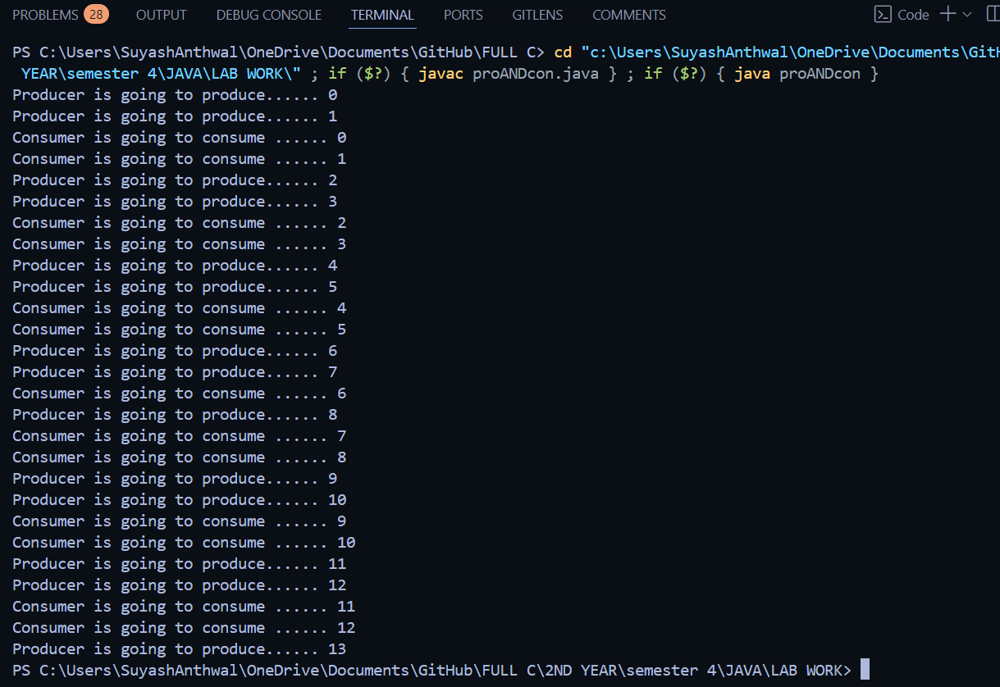 PROBLEMS 28 OUTPUT DEBUG CONSOLE TERMINAL PORTS GITLENS COMMENTS Code
PS C:\Users\SuyashAnthwal\OneDrive\Documents\GitHub\FULL C> cd "c:\Users\SuyashAnthwal\OneDrive\Documents\GitH
YEAR\semester 4\JAVA\LAB WORK\" ; if ($?) { javac proANDcon.java } ; if ($?) { java proANDcon }
Producer is going to produce...... 0
Producer is going to produce...... 1
Consumer is going to consume ...... 0
Consumer is going to consume ...... 1
Producer is going to produce...... 2
Producer is going to produce...... 3
Consumer is going to consume ...... 2
Consumer is going to consume ...... 3
Producer is going to produce...... 4
Producer is going to produce...... 5
Consumer is going to consume ...... 4
Consumer is going to consume ...... 5
Producer is going to produce...... 6
Producer is going to produce...... 7
Consumer is going to consume ...... 6
Producer is going to produce...... 8
Consumer is going to consume ...... 7
Consumer is going to consume ...... 8
Producer is going to produce...... 9
Producer is going to produce...... 10
Consumer is going to consume ...... 9
Consumer is going to consume ...... 10
Producer is going to produce...... 11
Producer is going to produce...... 12
Consumer is going to consume ...... 11
Consumer is going to consume ...... 12
Producer is going to produce...... 13
PS C:\Users\SuyashAnthwal\OneDrive\Documents\GitHub\FULL C\2ND YEAR\semester 4\JAVA\LAB WORK>